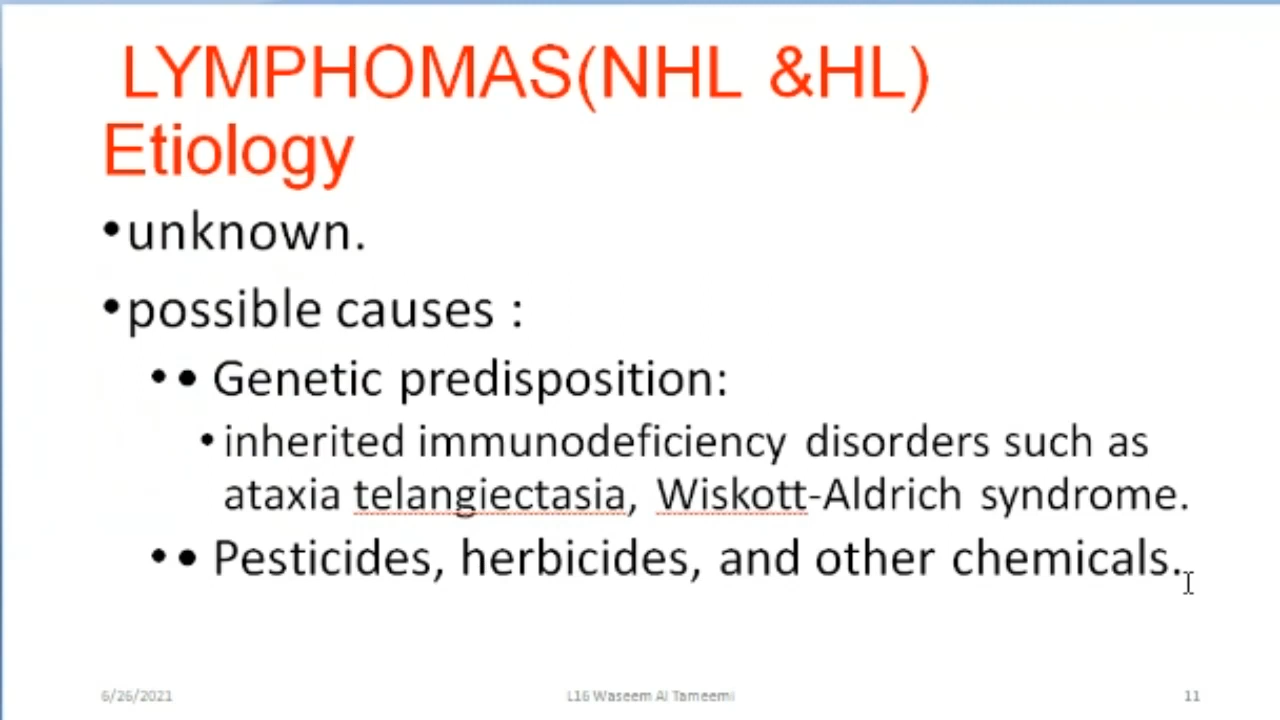 LYMPHOMAS(NHL &HL)
Etiology
•unknown.
•possible causes :
•• Genetic predisposition:
•inherited immunodeficiency disorders such as
ataxia telangiectasia, Wiskott-Aldrich syndrome.
•• Pesticides, herbicides, and other chemicals.
6/26/2021 L16 Waseem Al Tameemi 11